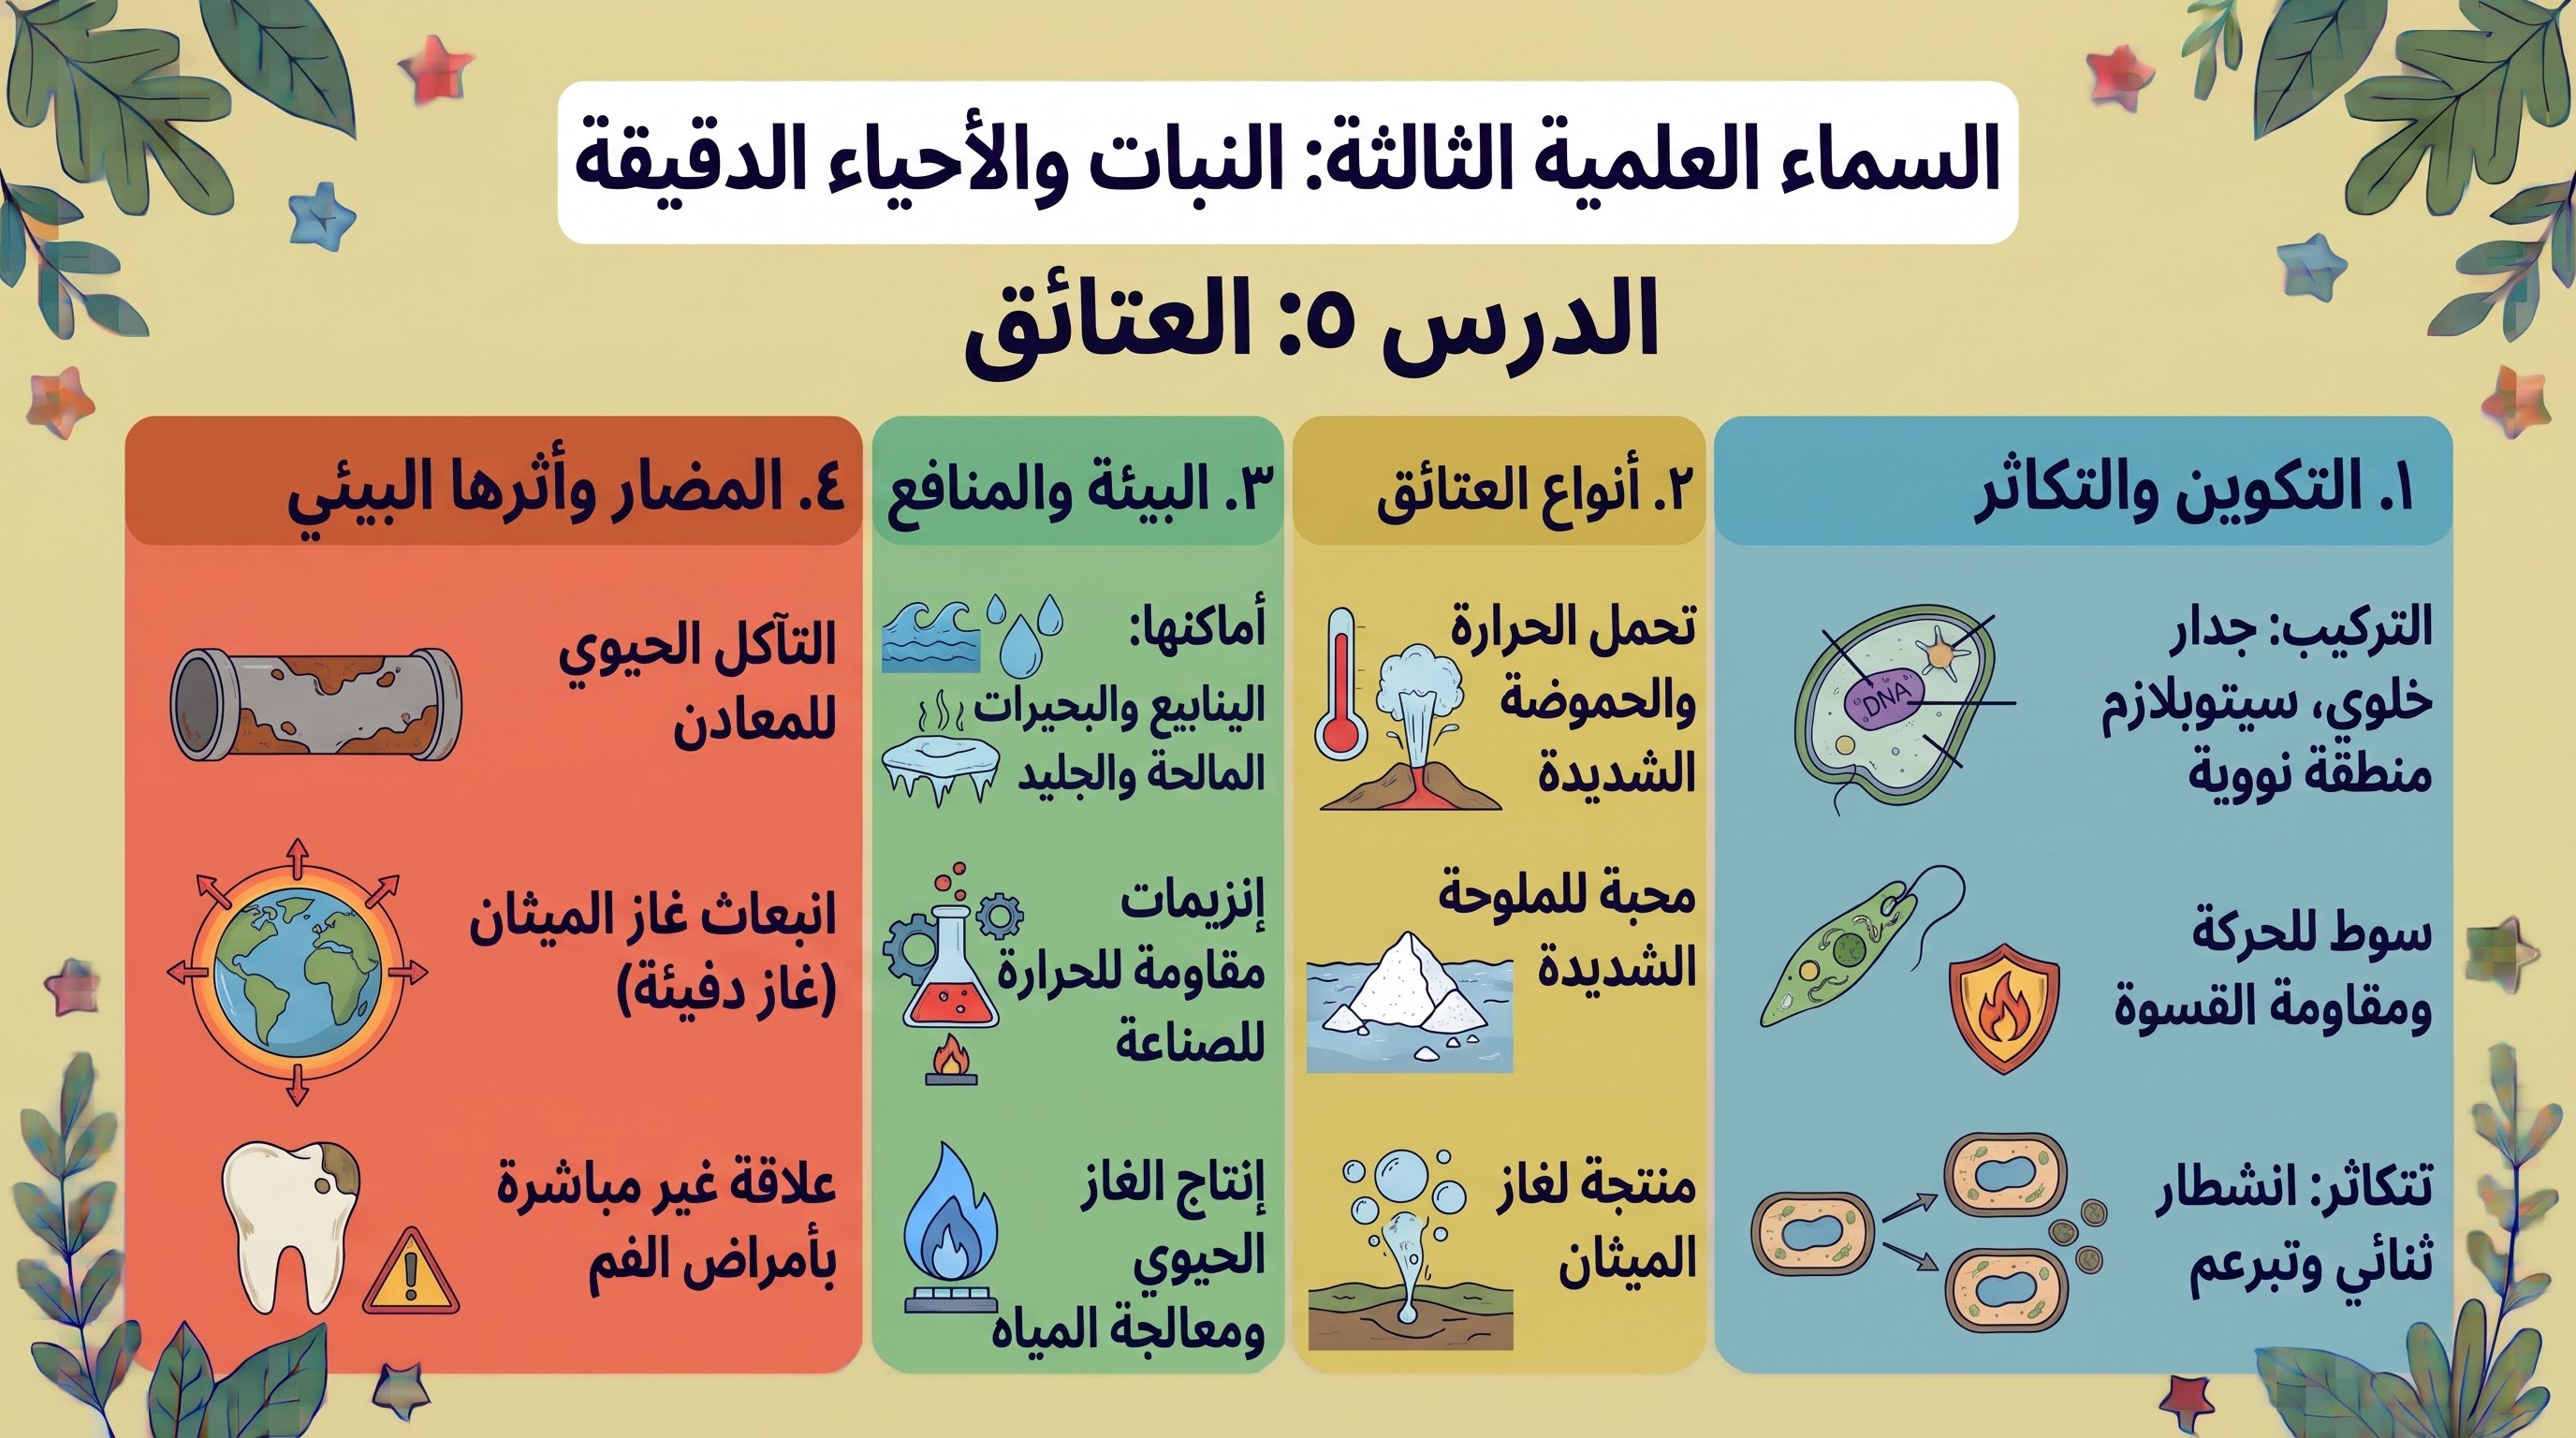 السماء العلمية الثالثة: النبات والأحياء الدقيقة
الدرس ٥: العتائق
١. التكوين والتكاثر
التركيب: جدار
خلوي، سيتوبلازم
منطقة نووية
DNA
سوط للحركة
ومقاومة القسوة
تتكاثر: انشطار
ثنائي وتبرعم
٢. أنواع العتائق
تحمل الحرارة
والحموضة
الشديدة
محبة للملوحة
الشديدة
منتجة لغاز
الميثان
٣. البيئة والمنافع
أماكنها:
الينابيع والبحيرات
المالحة والجليد
إنزيمات
مقاومة للحرارة
للصناعة
إنتاج الغاز
الحيوي
ومعالجة المياه
٤. المضار وأثرها البيئي
التآكل الحيوي
للمعادن
انبعاث غاز الميثان
(غاز دفيئة)
علاقة غير مباشرة
بأمراض الفم